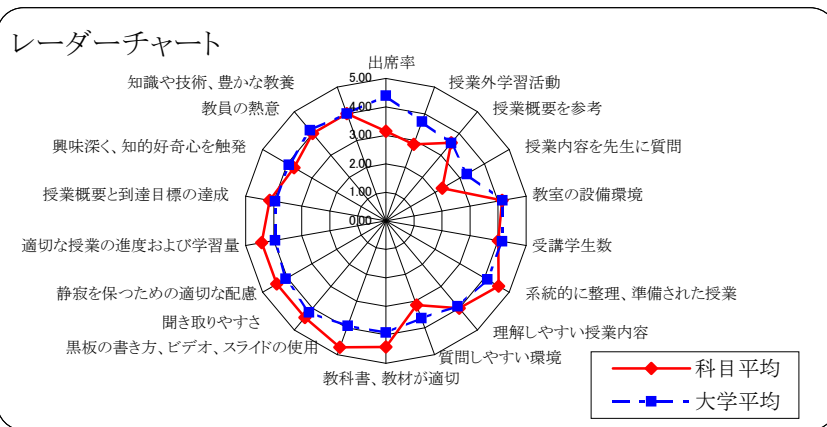 レーダーチャート
出席率
授業外学習活動
授業概要を参考
授業内容を先生に質問
教室の設備環境
受講学生数
系統的に整理、準備された授業
理解しやすい授業内容
質問しやすい環境
教科書、教材が適切
黒板の書き方、ビデオ、スライドの使用
聞き取りやすさ
静寂を保つための適切な配慮
適切な授業の進度および学習量
授業概要と到達目標の達成
興味深く、知的好奇心を触発
教員の熱意
知識や技術、豊かな教養
5.00
4.00
3.00
2.00
1.00
0.00
科目平均
大学平均